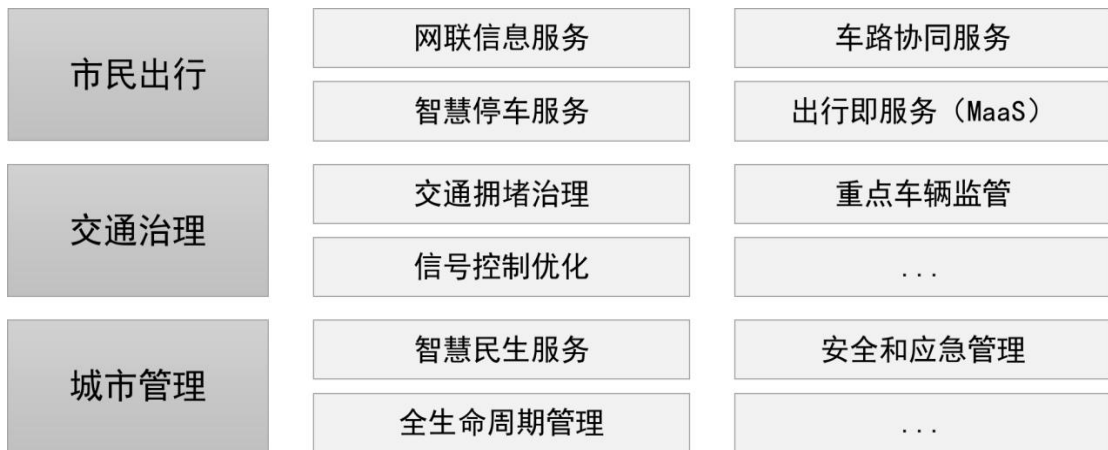 市民出行
网联信息服务
车路协同服务
智慧停车服务
出行即服务（MaaS）
交通治理
交通拥堵治理
重点车辆监管
信号控制优化
...
城市管理
智慧民生服务
安全和应急管理
全生命周期管理
...